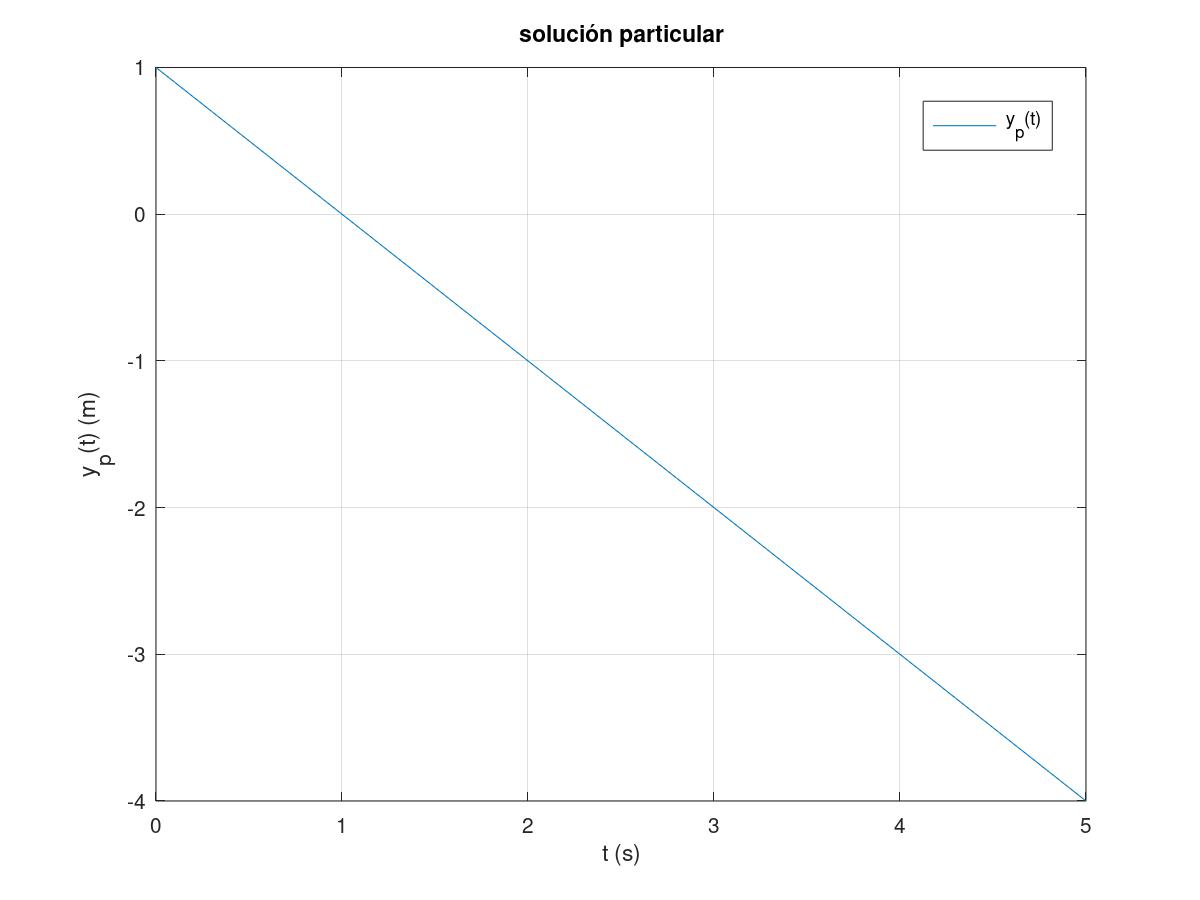 solución particular
y_p(t)
1
0
-1
-2
-3
-4
y_p(t) (m)
0 1 2 3 4 5
t (s)